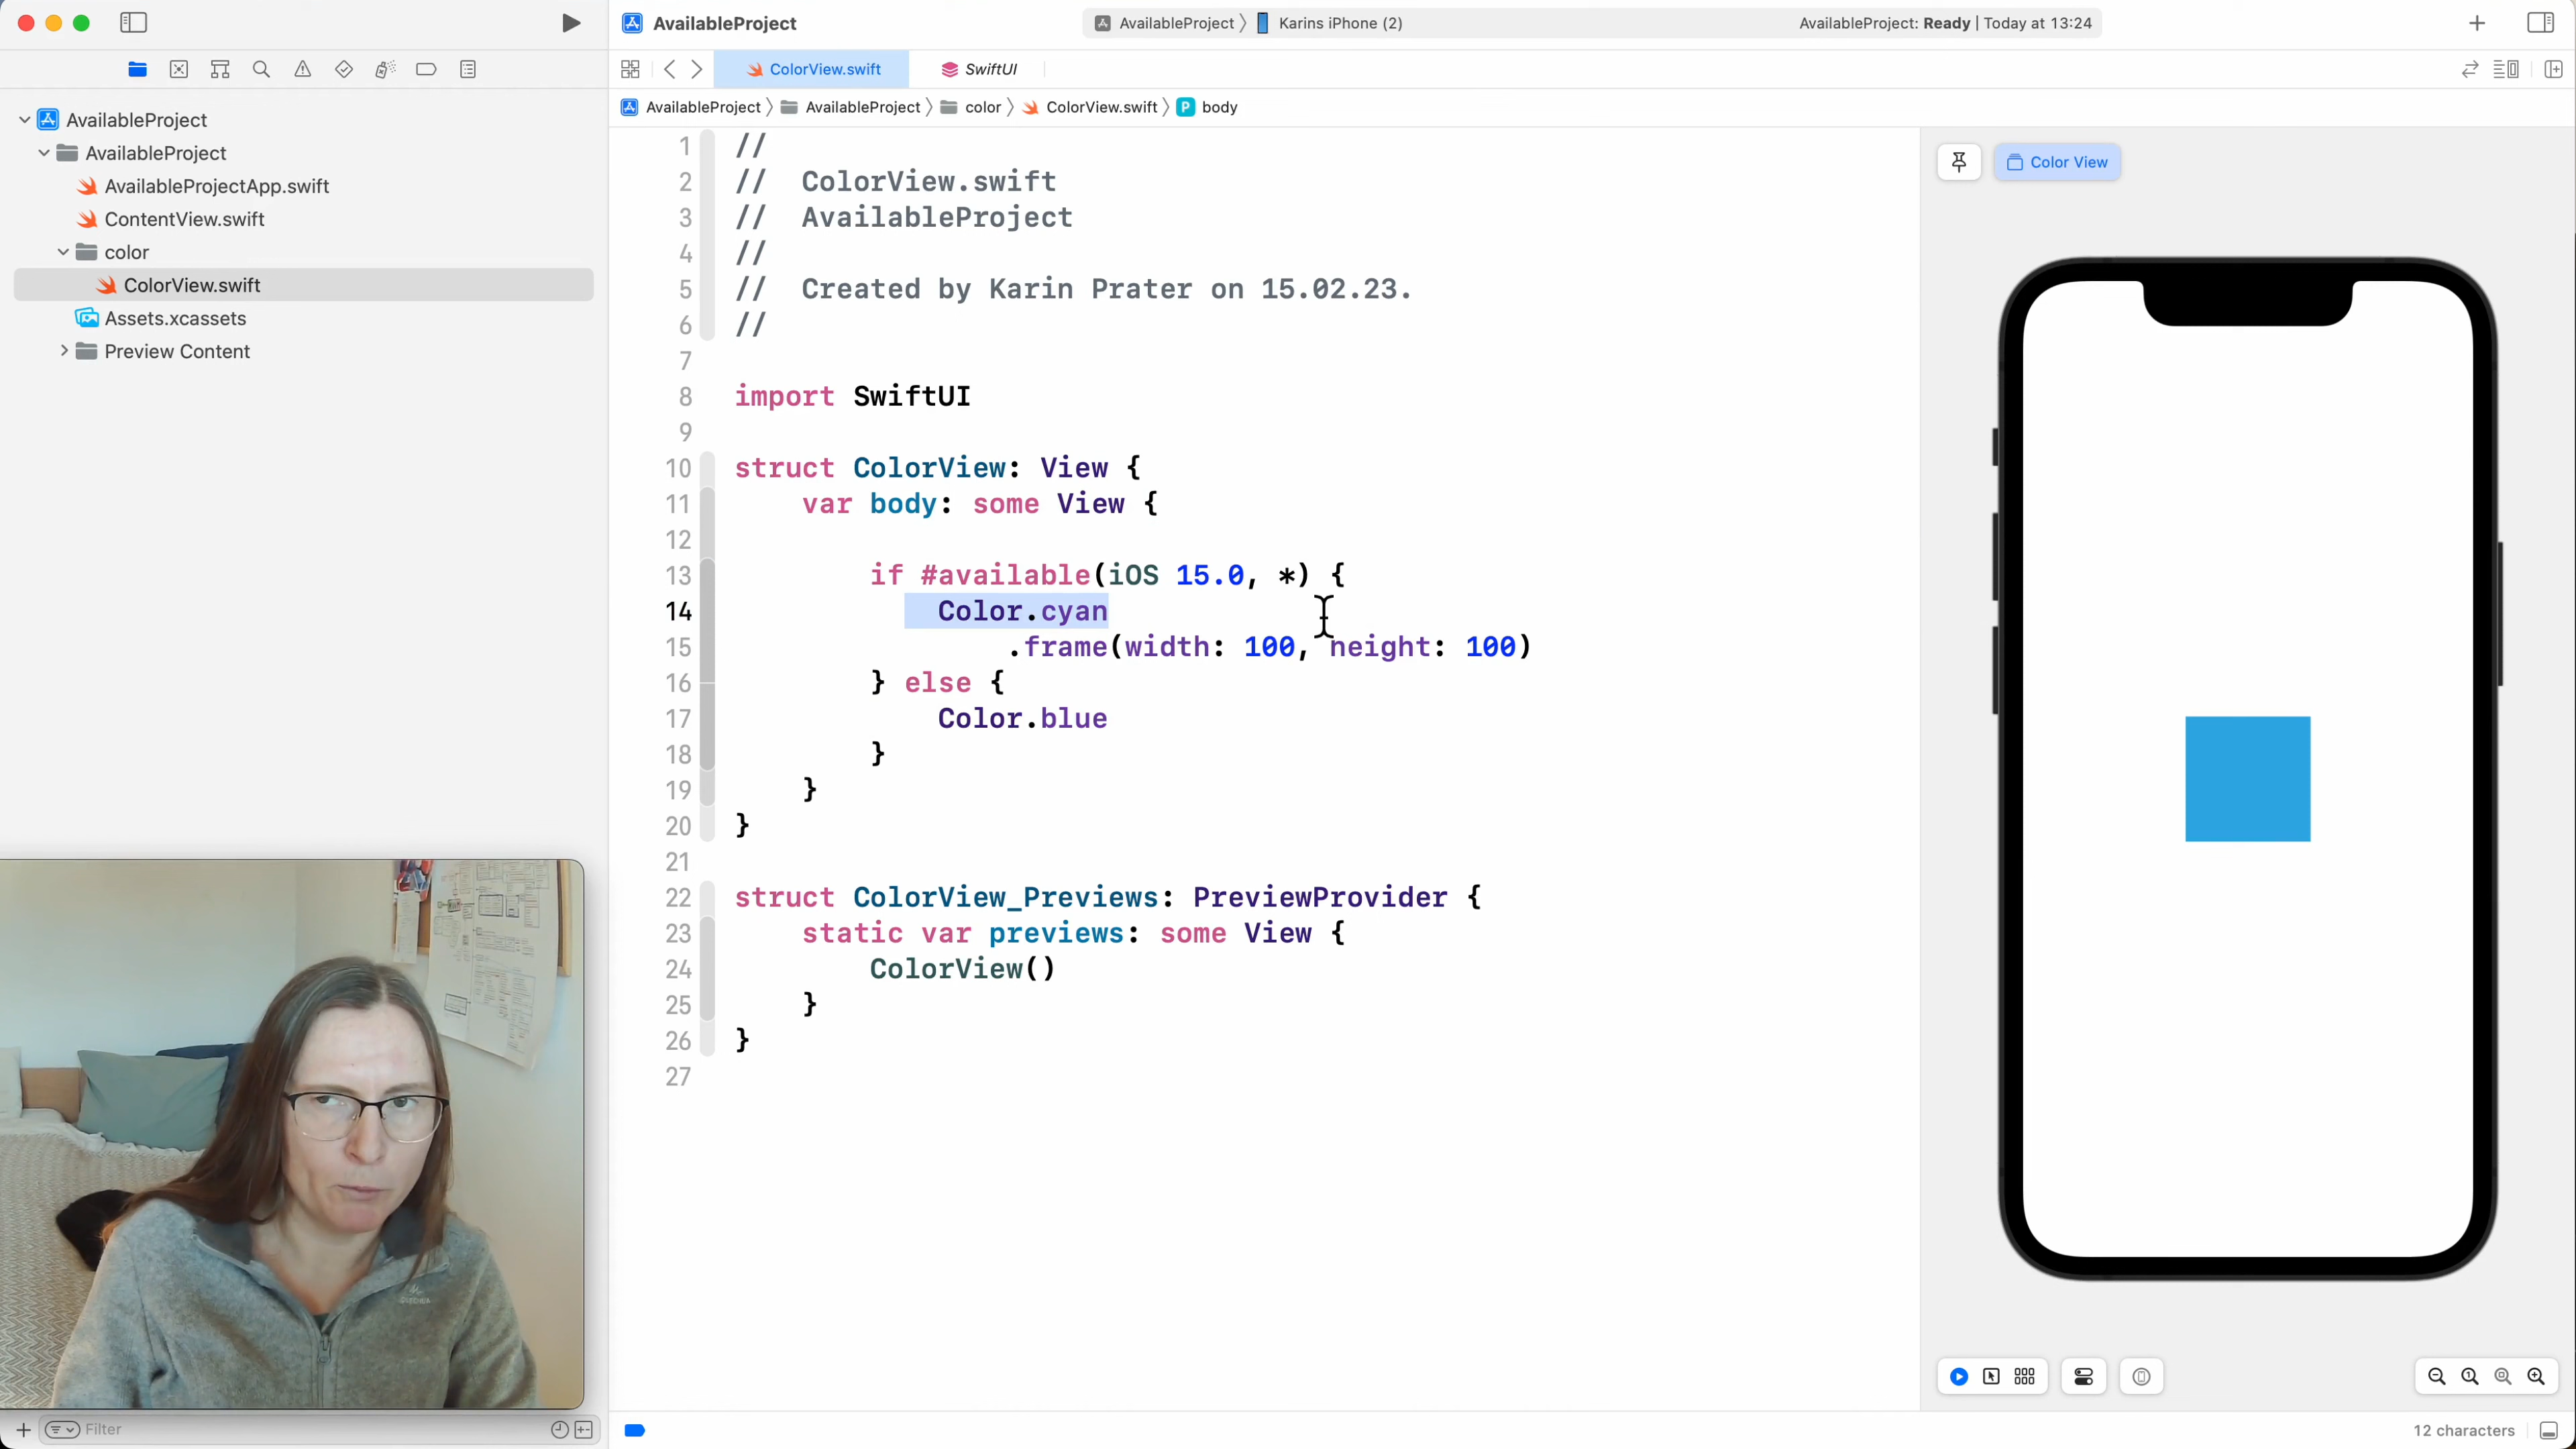 AvailableProject
AvailableProject 〉 Karins iPhone (2)
AvailableProject: Ready | Today at 13:24
ColorView.swift
SwiftUI
AvailableProject 〉 AvailableProject 〉 color 〉 ColorView.swift 〉 P body
AvailableProject
AvailableProject
AvailableProjectApp.swift
ContentView.swift
color
ColorView.swift
Assets.xcassets
Preview Content
1 //
2 //  ColorView.swift
3 //  AvailableProject
4 //
5 //  Created by Karin Prater on 15.02.23.
6 //
7
8 import SwiftUI
9
10 struct ColorView: View {
11     var body: some View {
12
13         if #available(iOS 15.0, *) {
14             Color.cyan
15                 .frame(width: 100, height: 100)
16         } else {
17             Color.blue
18         }
19     }
20 }
21
22 struct ColorView_Previews: PreviewProvider {
23     static var previews: some View {
24         ColorView()
25     }
26 }
27
Color View
Filter
12 characters